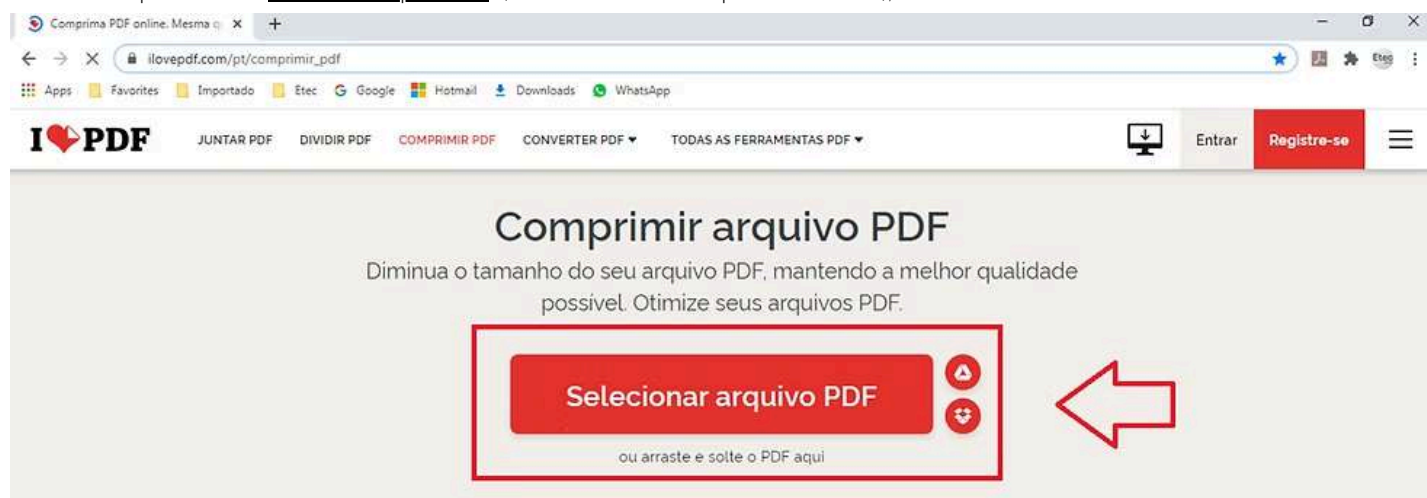 Comprima PDF online. Mesma q
ilovepdf.com/pt/comprimir_pdf
Apps Favorites Importado Etec Google Hotmail Downloads WhatsApp
I PDF JUNTAR PDF DIVIDIR PDF COMPRIMIR PDF CONVERTER PDF TODAS AS FERRAMENTAS PDF Entrar Registre-se
Comprimir arquivo PDF
Diminua o tamanho do seu arquivo PDF, mantendo a melhor qualidade
possível. Otimize seus arquivos PDF.
Selecionar arquivo PDF
ou arraste e solte o PDF aqui